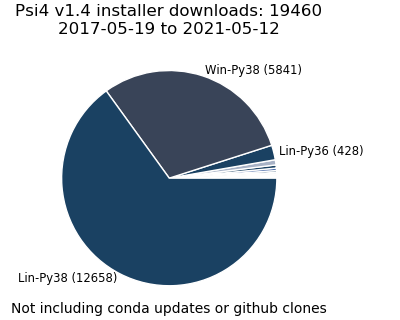 Psi4 v1.4 installer downloads: 19460
2017-05-19 to 2021-05-12
Win-Py38 (5841)
Lin-Py36 (428)
Lin-Py38 (12658)
Not including conda updates or github clones